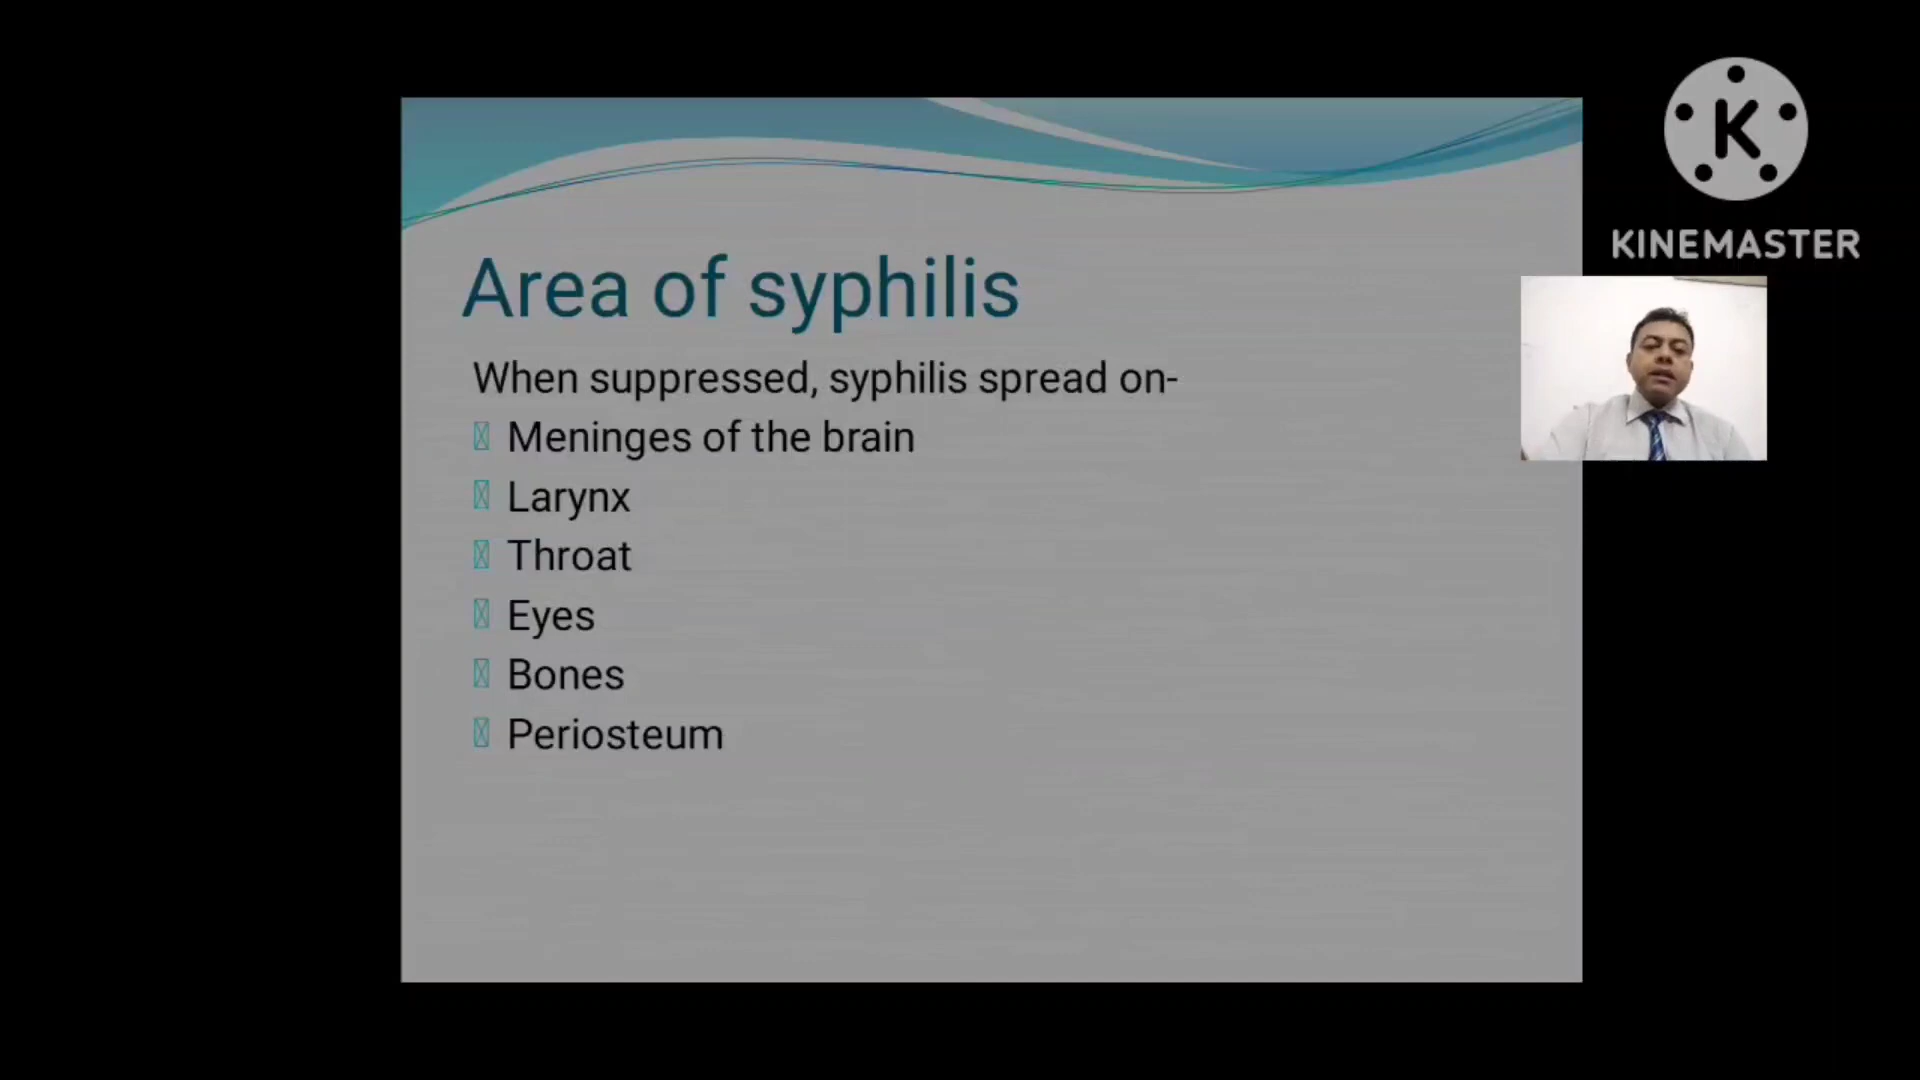 K
KINEMASTER
Area of syphilis
When suppressed, syphilis spread on-
Meninges of the brain
Larynx
Throat
Eyes
Bones
Periosteum